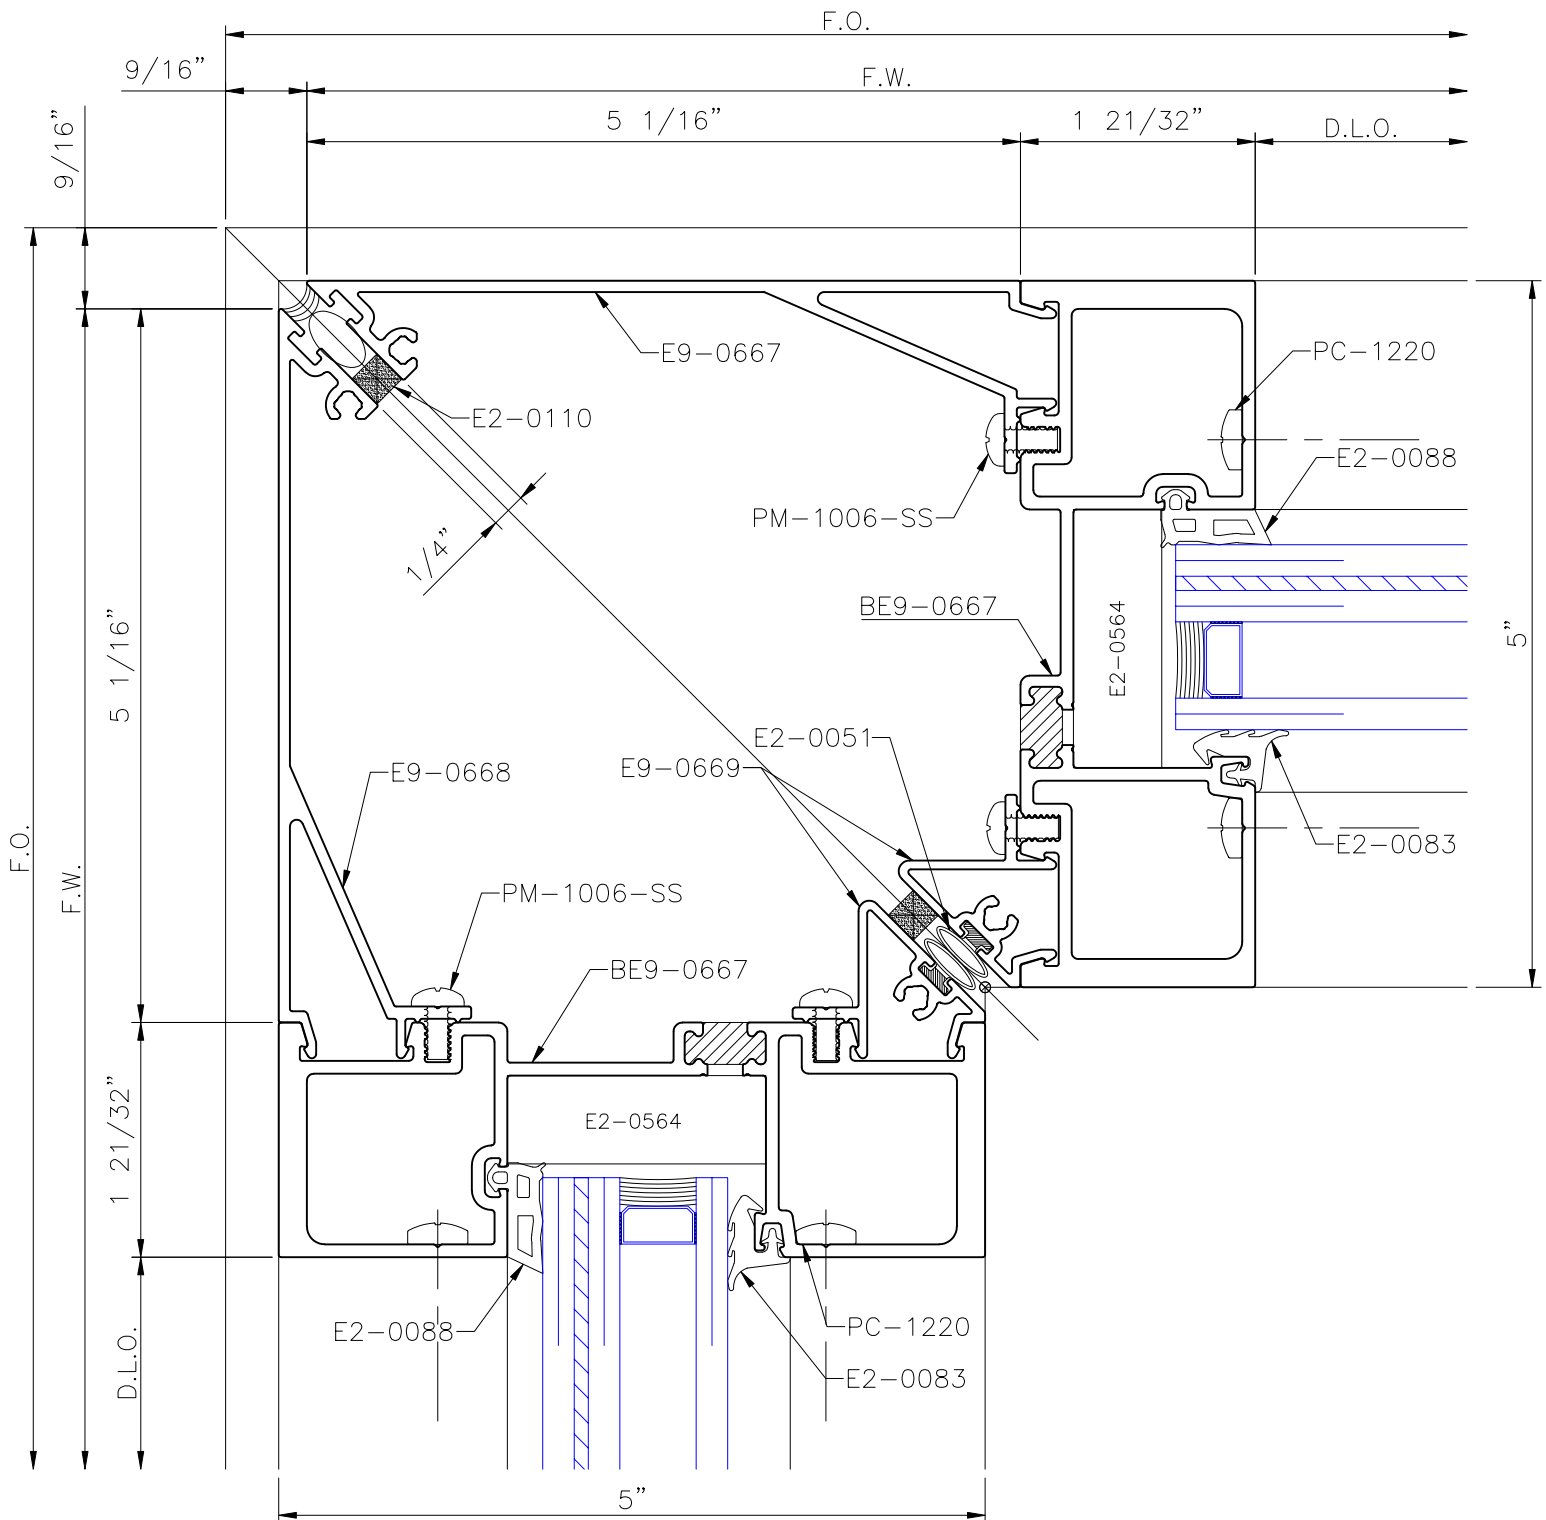 F.O.
9/16”
F.W.
5 1/16”
1 21/32”
D.L.O.
9/16”
E9-0667
PC-1220
E2-0110
E2-0088
PM-1006-SS
1/4”
BE9-0667
E2-0564
5”
5 1/16”
E2-0051
E9-0669
E9-0668
E2-0083
F.O.
F.W.
PM-1006-SS
BE9-0667
E2-0564
1 21/32”
E2-0088
PC-1220
E2-0083
D.L.O.
5”